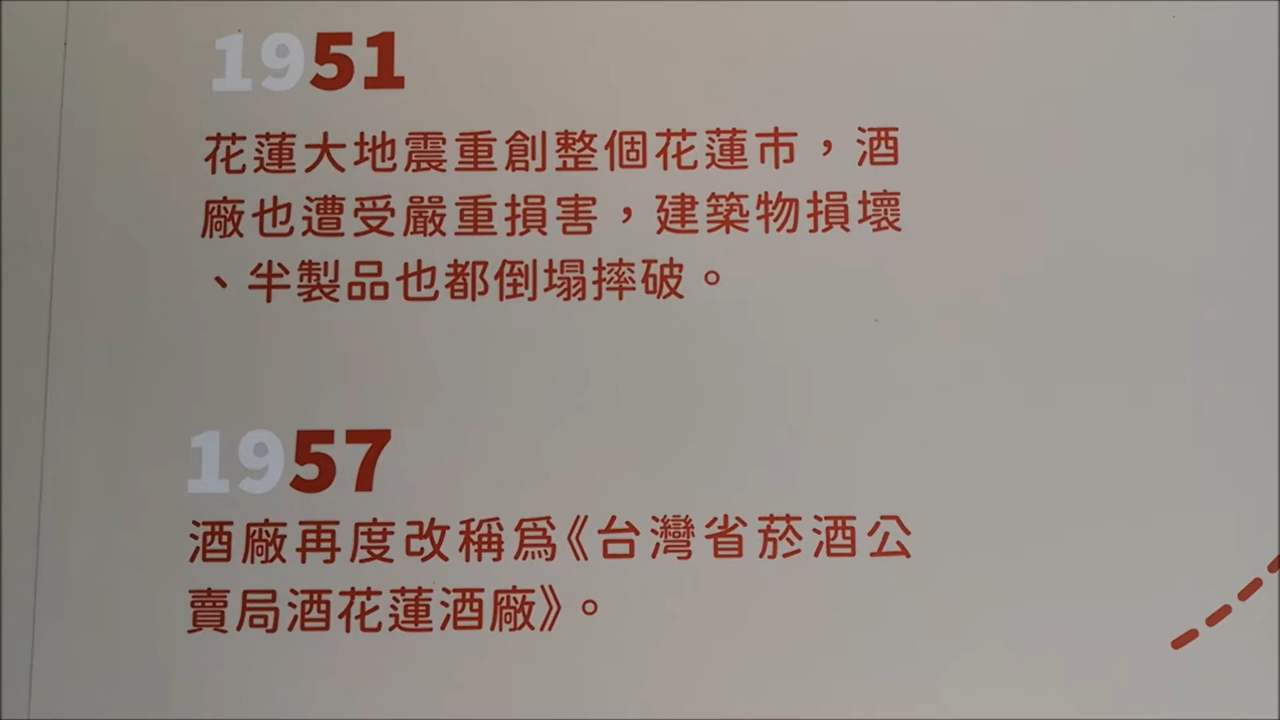 1951
花蓮大地震重創整個花蓮市，酒
廠也遭受嚴重損害，建築物損壞
、半製品也都倒塌摔破。
1957
酒廠再度改稱爲《台灣省菸酒公
賣局酒花蓮酒廠》。